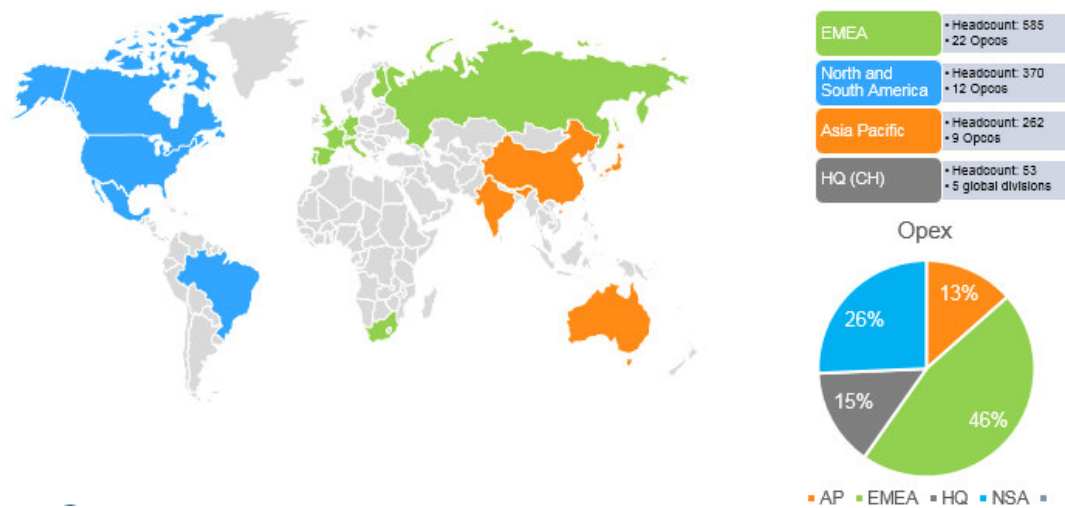 EMEA
• Headcount: 585
• 22 Opcos
North and
South America
• Headcount: 370
• 12 Opcos
Asia Pacific
• Headcount: 262
• 9 Opcos
HQ (CH)
• Headcount: 53
• 5 global divisions
Opex
13%
26%
15%
46%
AP EMEA HQ NSA